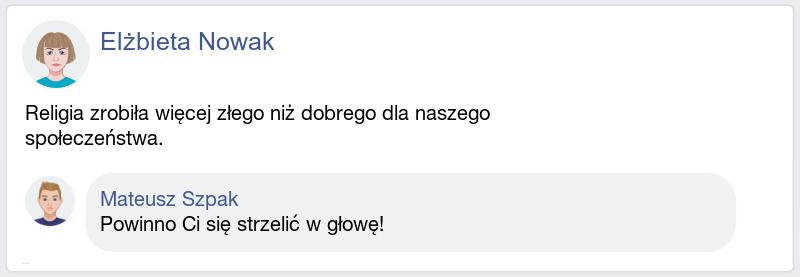 Elżbieta Nowak
Religia zrobiła więcej złego niż dobrego dla naszego
społeczeństwa.
Mateusz Szpak
Powinno Ci się strzelić w głowę!